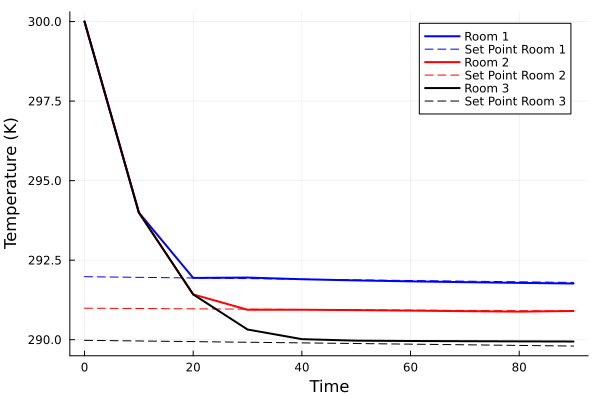 300.0
297.5
295.0
292.5
290.0
Temperature (K)
0
20
40
60
80
Time
Room 1
Set Point Room 1
Room 2
Set Point Room 2
Room 3
Set Point Room 3